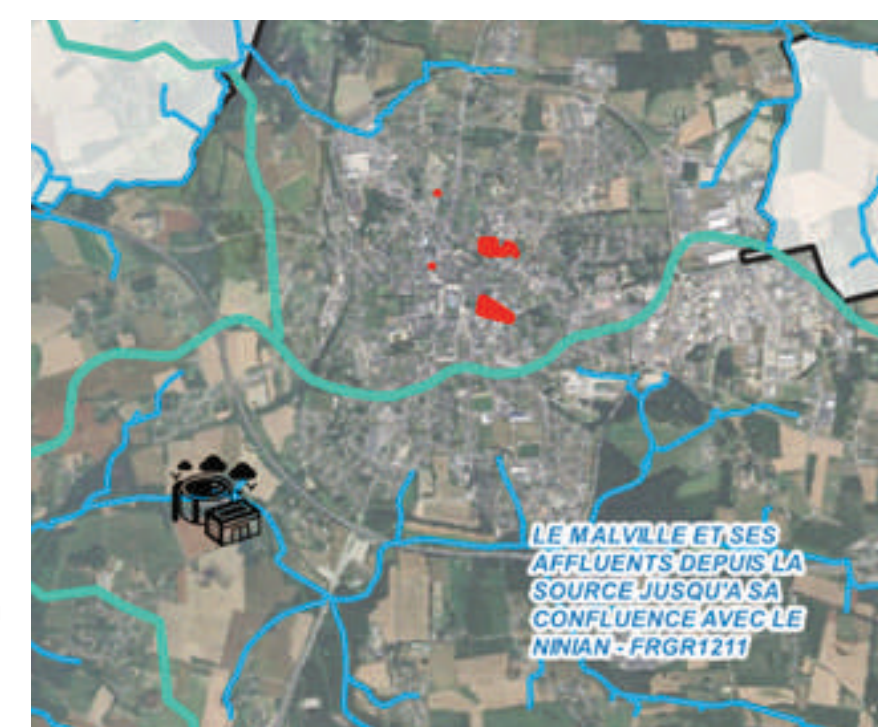 LE MALVILLE ET SES
AFFLUENTS DEPUIS LA
SOURCE JUSQU'A SA
CONFLUENCE AVEC LE
NINIAN - FRGR1211